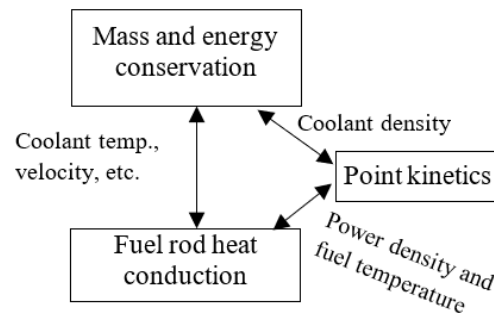 Mass and energy
conservation
Coolant temp.,
velocity, etc.
Coolant density
Point kinetics
Fuel rod heat
conduction
Power density and
fuel temperature